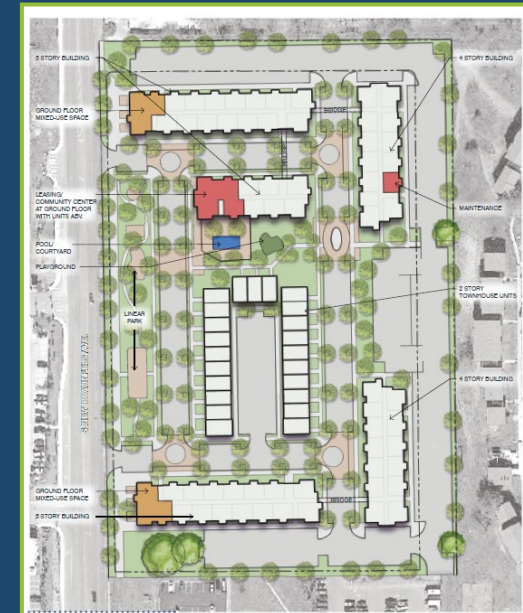 5 STORY BUILDING
4 STORY BUILDING
GROUND FLOOR
MIXED-USE SPACE
BRIDGE
BRIDGE
LEASING/
COMMUNITY CENTER
AT GROUND FLOOR
WITH UNITS ABV.
MAINTENANCE
POOL/
COURTYARD
PLAYGROUND
2 STORY
TOWNHOUSE UNITS
LINEAR
PARK
4 STORY BUILDING
GROUND FLOOR
MIXED-USE SPACE
BRIDGE
5 STORY BUILDING